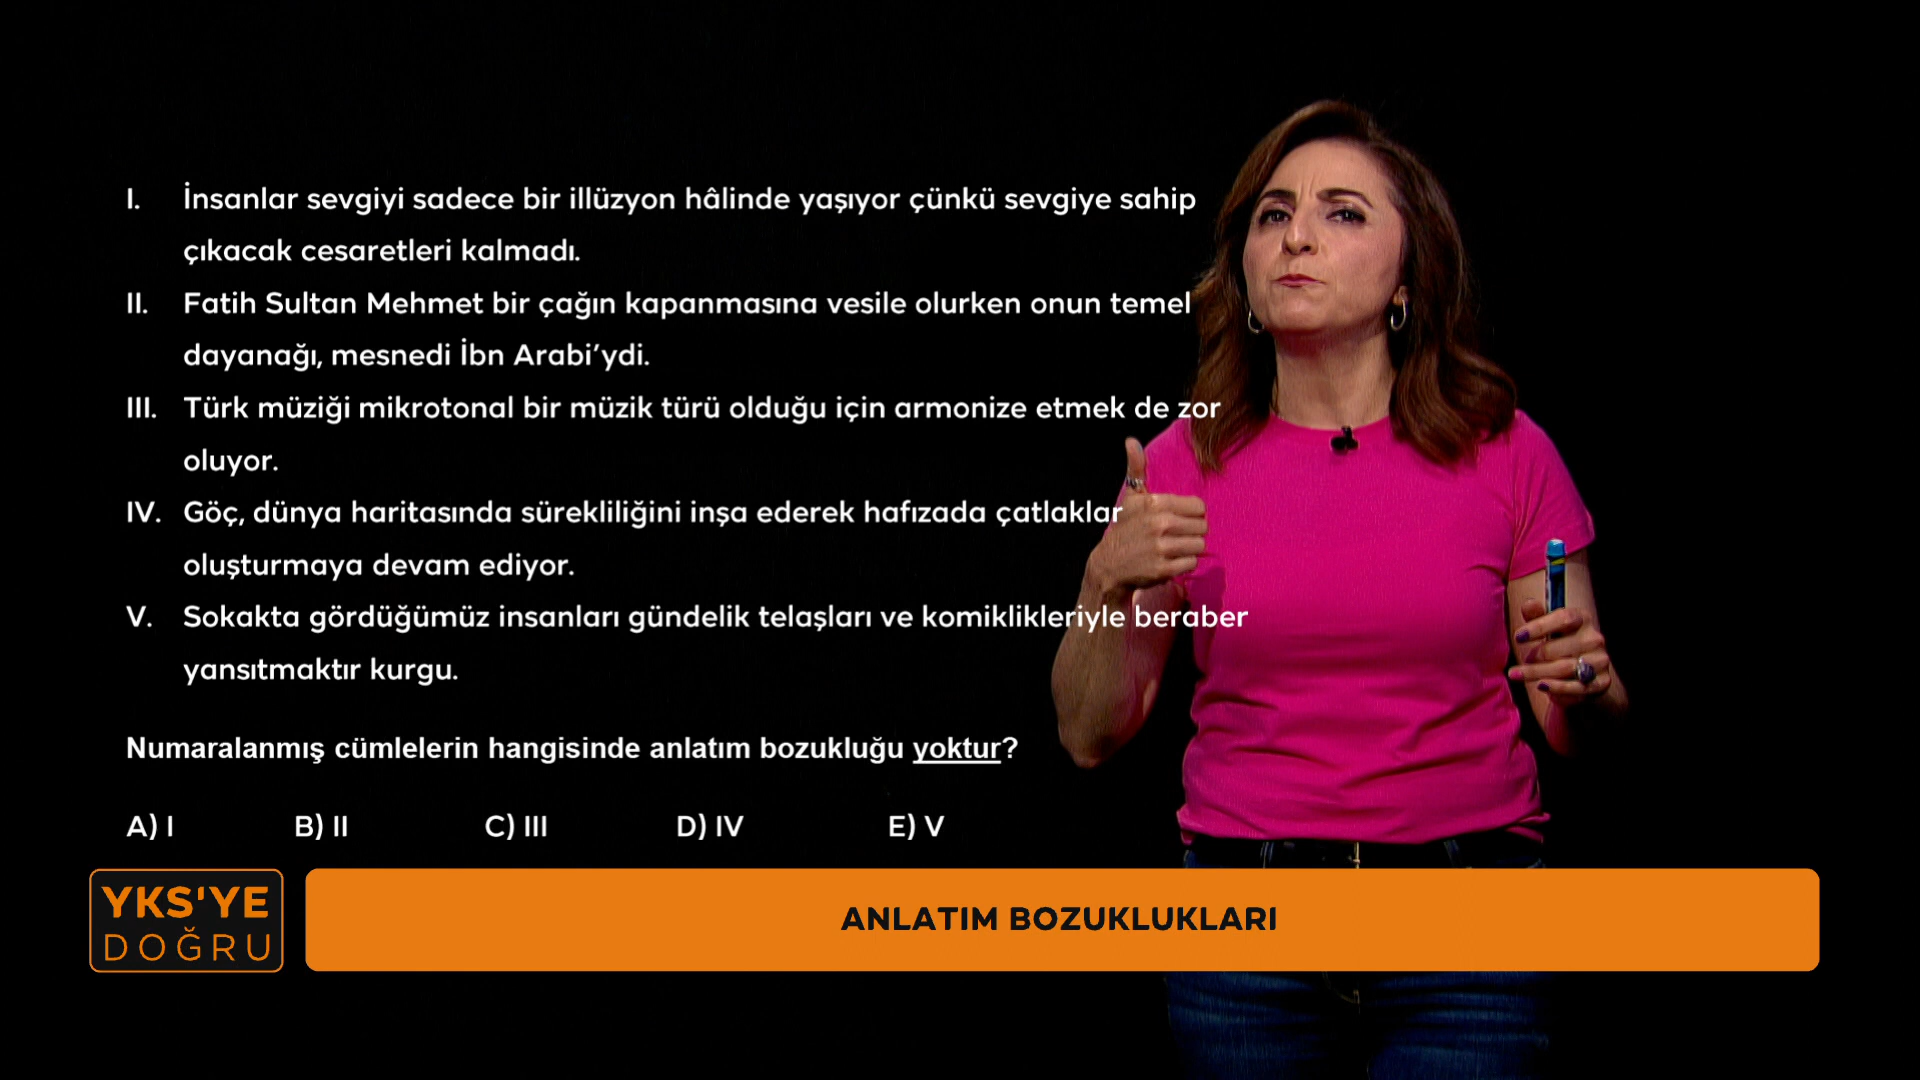 I. İnsanlar sevgiyi sadece bir illüzyon hâlinde yaşıyor çünkü sevgiye sahip
çıkacak cesaretleri kalmadı.
II. Fatih Sultan Mehmet bir çağın kapanmasına vesile olurken onun temel
dayanağı, mesnedi İbn Arabi’ydi.
III. Türk müziği mikrotonal bir müzik türü olduğu için armonize etmek de zor
oluyor.
IV. Göç, dünya haritasında sürekliliğini inşa ederek hafızada çatlaklar
oluşturmaya devam ediyor.
V. Sokakta gördüğümüz insanları gündelik telaşları ve komiklikleriyle beraber
yansıtmaktır kurgu.
Numaralanmış cümlelerin hangisinde anlatım bozukluğu yoktur?
A) I B) II C) III D) IV E) V
YKS'YE
DOĞRU
ANLATIM BOZUKLUKLARI